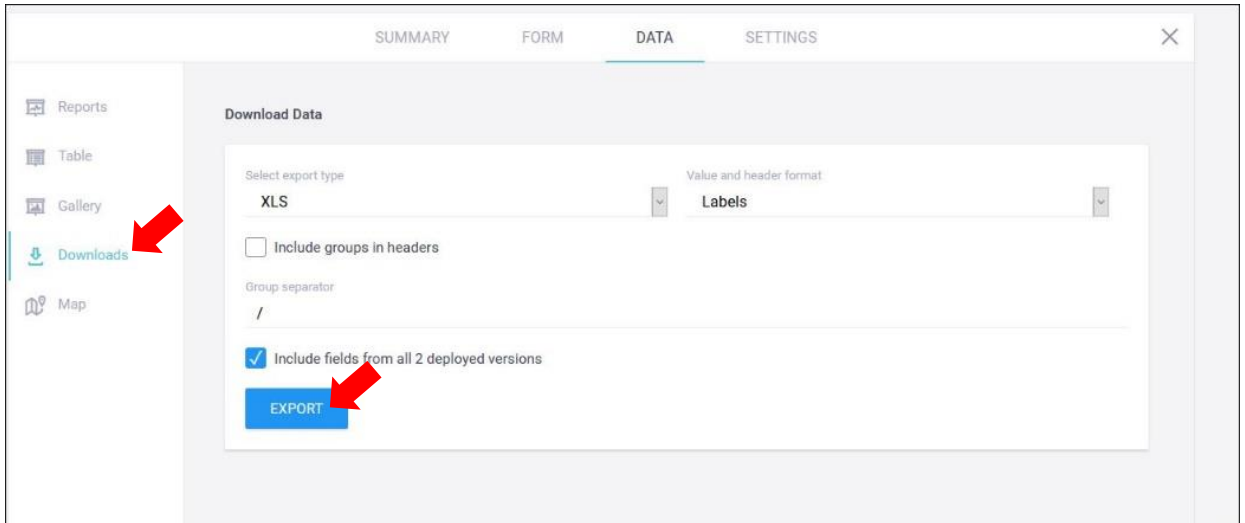 SUMMARY FORM DATA SETTINGS
Reports
Table
Gallery
Downloads
Map
Download Data
Select export type Value and header format
XLS Labels
Include groups in headers
Group separator
/
Include fields from all 2 deployed versions
EXPORT